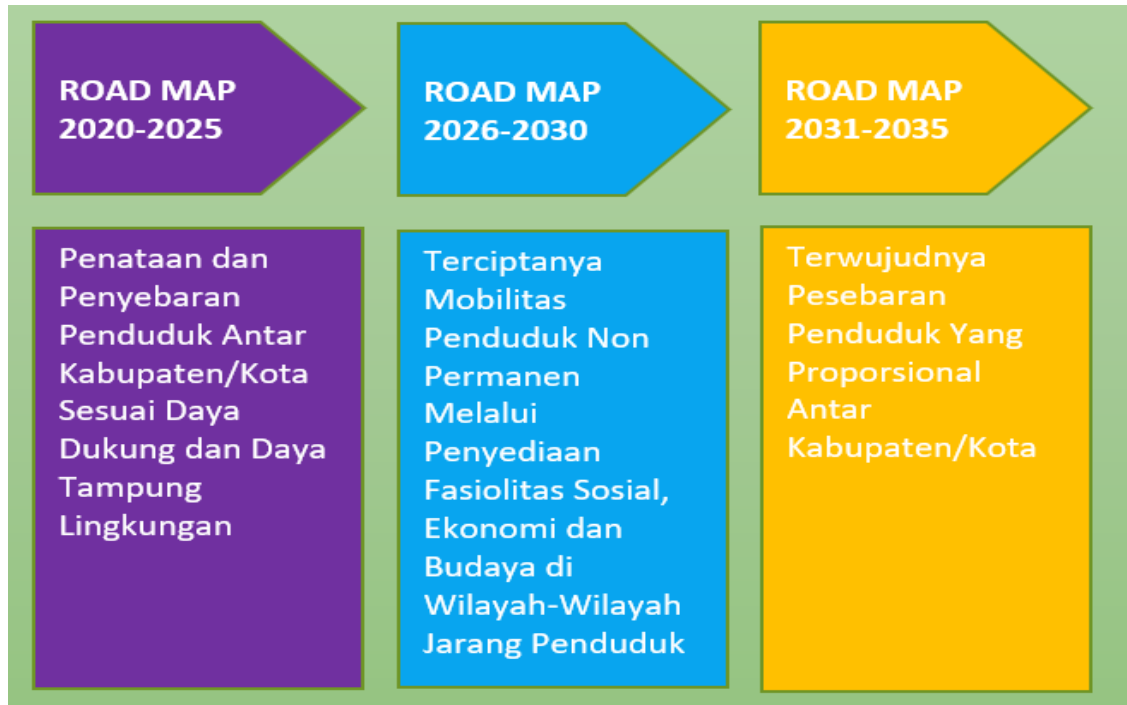 ROAD MAP
2020-2025
Penataan dan
Penyebaran
Penduduk Antar
Kabupaten/Kota
Sesuai Daya
Dukung dan Daya
Tampung
Lingkungan
ROAD MAP
2026-2030
Terciptanya
Mobilitas
Penduduk Non
Permanen
Melalui
Penyediaan
Fasiolitas Sosial,
Ekonomi dan
Budaya di
Wilayah-Wilayah
Jarang Penduduk
ROAD MAP
2031-2035
Terwujudnya
Pesebaran
Penduduk Yang
Proporsional
Antar
Kabupaten/Kota